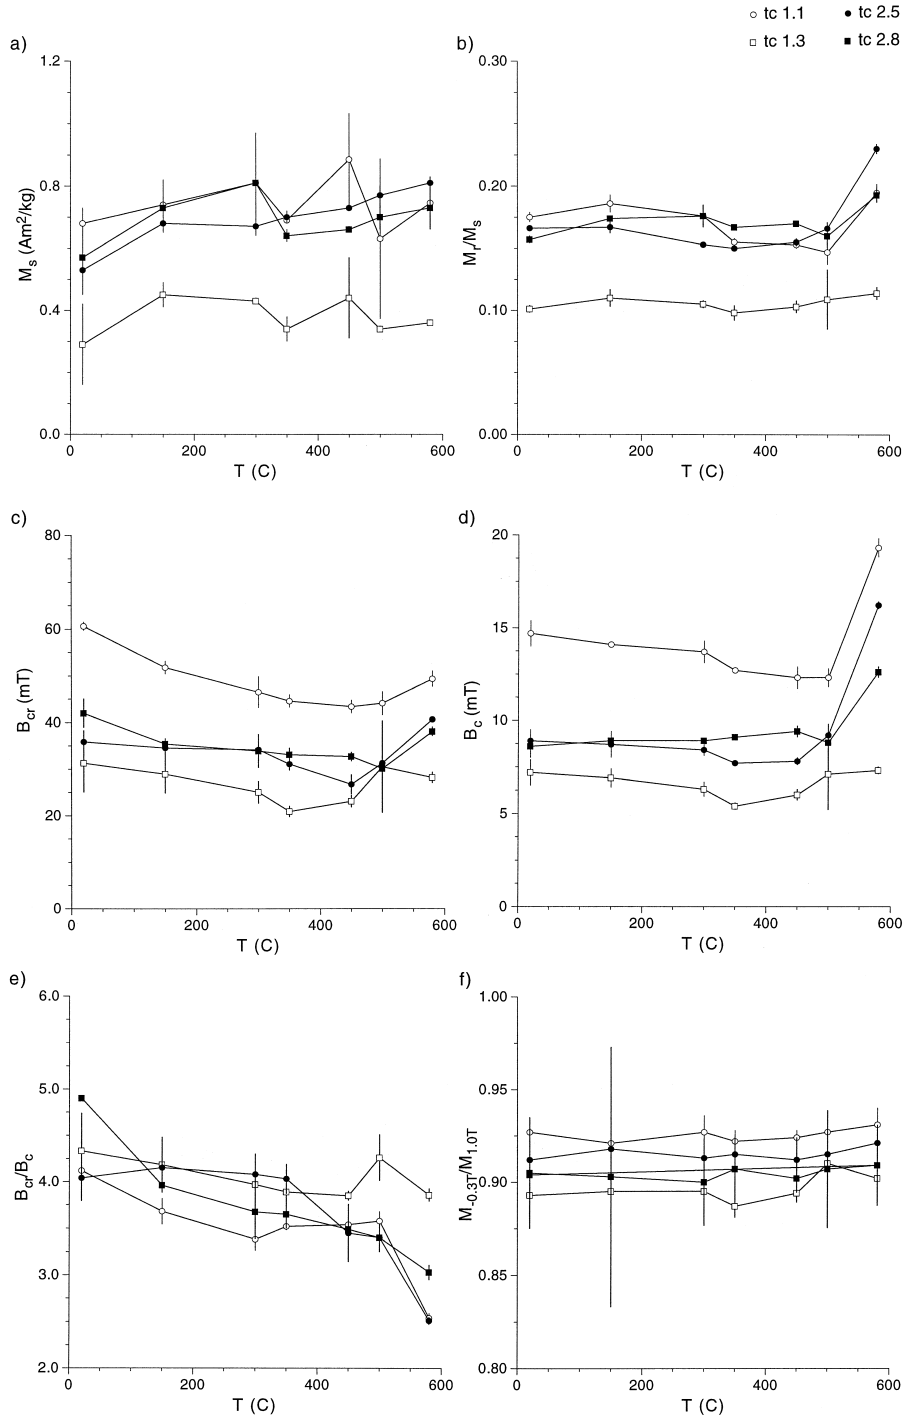 tc 1.1 tc 2.5
tc 1.3 tc 2.8
a)
1.2
0.8
0.4
0.0
Ms (Am2/kg)
0 200 400 600
T (C)
b)
0.30
0.20
0.10
0.00
Mr/Ms
0 200 400 600
T (C)
c)
80
60
40
20
0
Bcr (mT)
0 200 400 600
T (C)
d)
20
15
10
5
0
Bc (mT)
0 200 400 600
T (C)
e)
6.0
5.0
4.0
3.0
2.0
Bcr/Bc
0 200 400 600
T (C)
f)
1.00
0.95
0.90
0.85
0.80
M-0.3T/M1.0T
0 200 400 600
T (C)